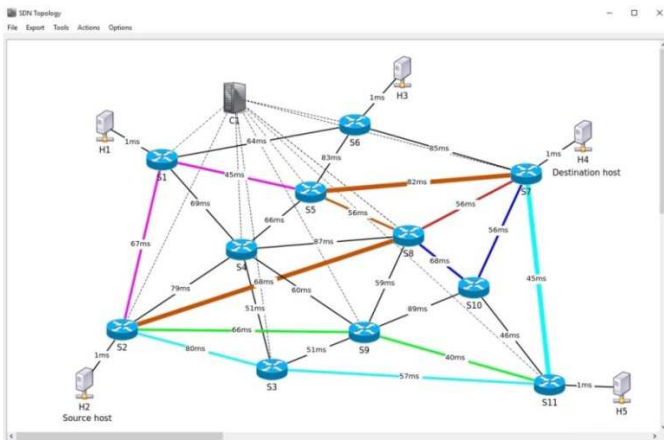 SDN Topology
File Export Tools Actions Options
H3
1ms
C1
H1
1ms
64ms
S6
85ms
H4
1ms
Destination host
S1
83ms
45ms
82ms
S7
S5
69ms
56ms
56ms
66ms
67ms
87ms
S8
56ms
S4
68ms
79ms
68ms
60ms
59ms
45ms
51ms
S10
89ms
S2
66ms
46ms
S9
1ms
80ms
51ms
40ms
S3
57ms
H2
Source host
S11
1ms
H5